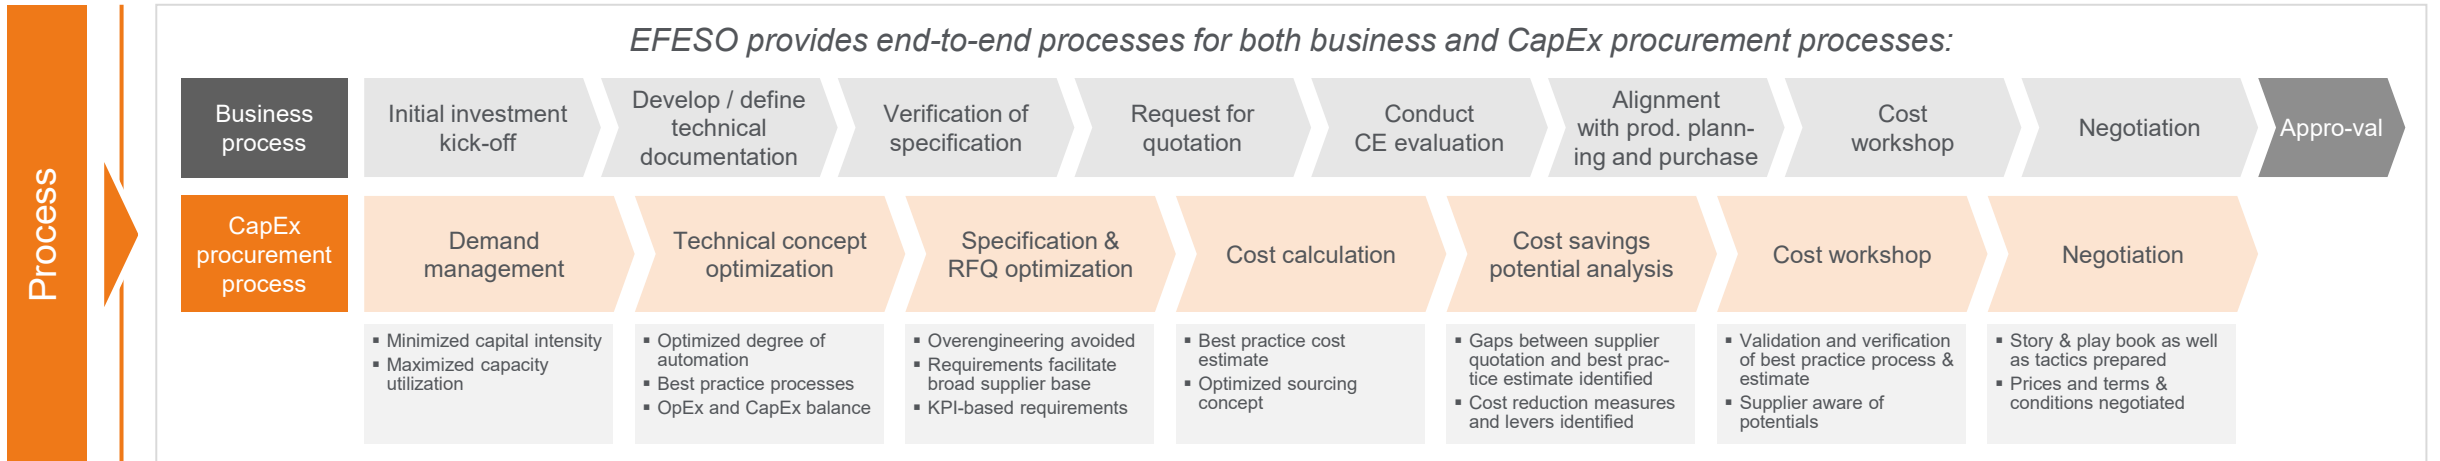 EFESO provides end-to-end processes for both business and CapEx procurement processes:
Process
Business
process
Initial investment
kick-off
Develop / define
technical
documentation
Verification of
specification
Request for
quotation
Conduct
CE evaluation
Alignment
with prod. plann-
ing and purchase
Cost
workshop
Negotiation
Appro-val
CapEx
procurement
process
Demand
management
Technical concept
optimization
Specification &
RFQ optimization
Cost calculation
Cost savings
potential analysis
Cost workshop
Negotiation
▪ Minimized capital intensity
▪ Maximized capacity
utilization
▪ Optimized degree of
automation
▪ Best practice processes
▪ OpEx and CapEx balance
▪ Overengineering avoided
▪ Requirements facilitate
broad supplier base
▪ KPI-based requirements
▪ Best practice cost
estimate
▪ Optimized sourcing
concept
▪ Gaps between supplier
quotation and best prac-
tice estimate identified
▪ Cost reduction measures
and levers identified
▪ Validation and verification
of best practice process &
estimate
▪ Supplier aware of
potentials
▪ Story & play book as well
as tactics prepared
▪ Prices and terms &
conditions negotiated